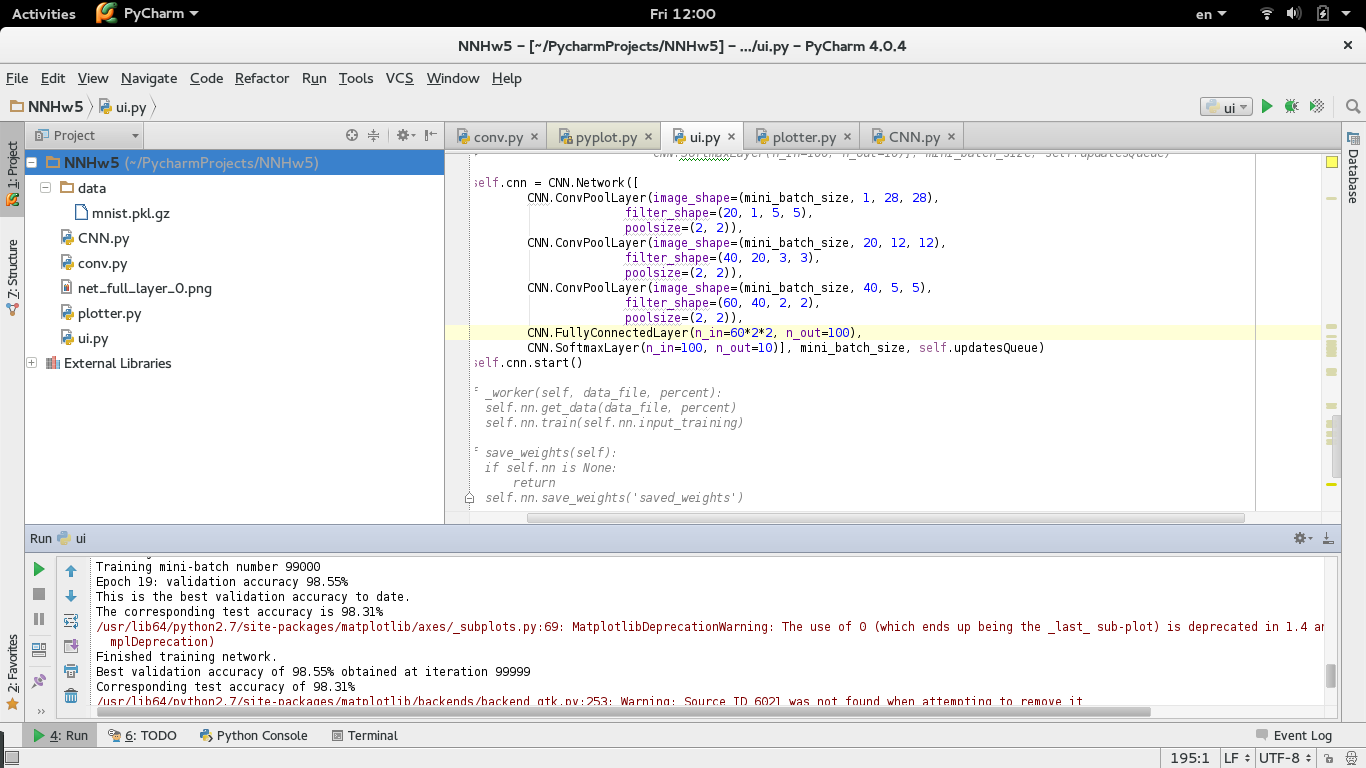 Activities PyCharm Fri 12:00 en
NNHw5 – [~/PycharmProjects/NNHw5] – .../ui.py – PyCharm 4.0.4
File Edit View Navigate Code Refactor Run Tools VCS Window Help
NNHw5 ui.py ui
Project conv.py pyplot.py ui.py plotter.py CNN.py
1: Project
7: Structure
2: Favorites
Database
NNHw5 (~/PycharmProjects/NNHw5)
data
mnist.pkl.gz
CNN.py
conv.py
net_full_layer_0.png
plotter.py
ui.py
External Libraries
CNN.SoftmaxLayer(n_in=100, n_out=10)], mini_batch_size, self.updatesQueue)
self.cnn = CNN.Network([
CNN.ConvPoolLayer(image_shape=(mini_batch_size, 1, 28, 28),
filter_shape=(20, 1, 5, 5),
poolsize=(2, 2)),
CNN.ConvPoolLayer(image_shape=(mini_batch_size, 20, 12, 12),
filter_shape=(40, 20, 3, 3),
poolsize=(2, 2)),
CNN.ConvPoolLayer(image_shape=(mini_batch_size, 40, 5, 5),
filter_shape=(60, 40, 2, 2),
poolsize=(2, 2)),
CNN.FullyConnectedLayer(n_in=60*2*2, n_out=100),
CNN.SoftmaxLayer(n_in=100, n_out=10)], mini_batch_size, self.updatesQueue)
self.cnn.start()
_worker(self, data_file, percent):
self.nn.get_data(data_file, percent)
self.nn.train(self.nn.input_training)
save_weights(self):
if self.nn is None:
return
self.nn.save_weights('saved_weights')
Run ui
Training mini-batch number 99000
Epoch 19: validation accuracy 98.55%
This is the best validation accuracy to date.
The corresponding test accuracy is 98.31%
/usr/lib64/python2.7/site-packages/matplotlib/axes/_subplots.py:69: MatplotlibDeprecationWarning: The use of 0 (which ends up being the _last_ sub-plot) is deprecated in 1.4 an
mplDeprecation)
Finished training network.
Best validation accuracy of 98.55% obtained at iteration 99999
Corresponding test accuracy of 98.31%
/usr/lib64/python2.7/site-packages/matplotlib/backends/backend_gtk.py:253: Warning: Source ID 6021 was not found when attempting to remove it
4: Run 6: TODO Python Console Terminal Event Log
195:1 LF UTF-8